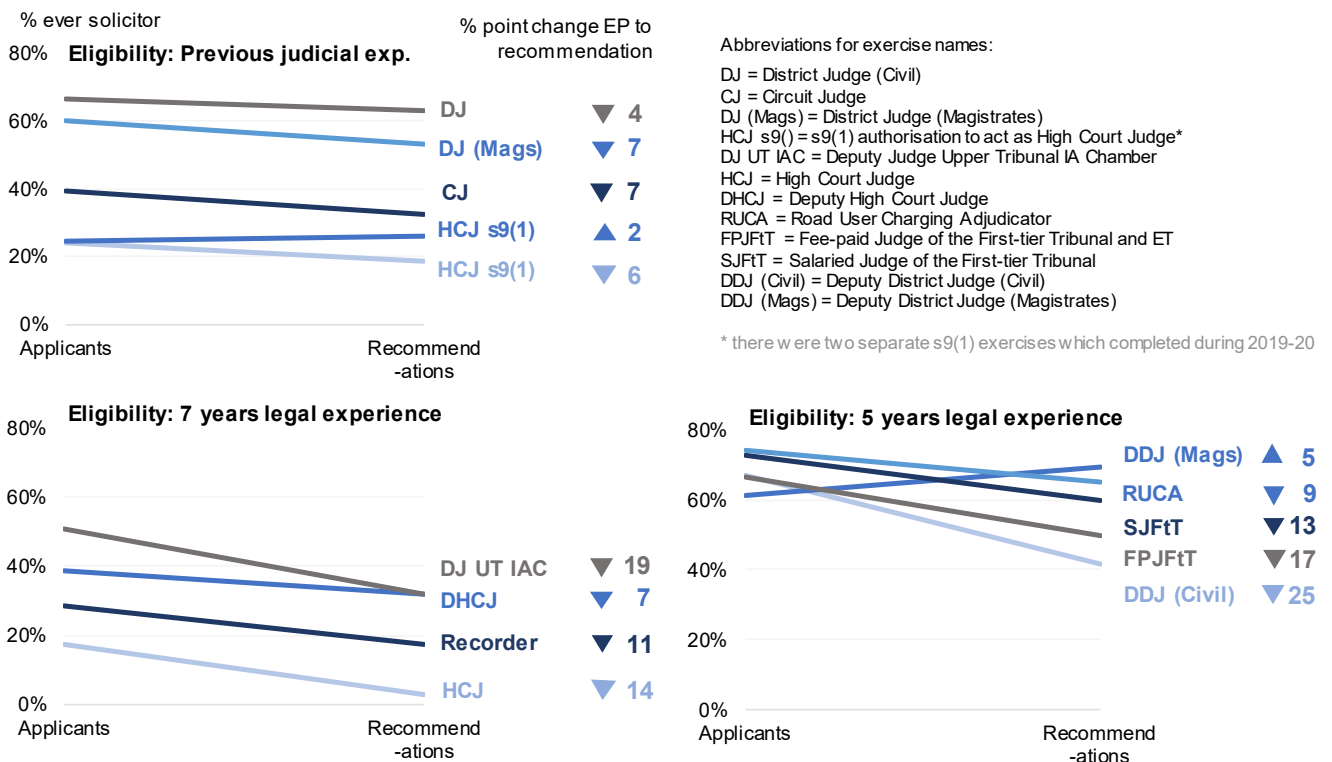 % ever solicitor
% point change EP to
recommendation
Eligibility: Previous judicial exp.
80%
60%
40%
20%
0%
DJ ▼ 4
DJ (Mags) ▼ 7
CJ ▼ 7
HCJ s9(1) ▲ 2
HCJ s9(1) ▼ 6
Applicants
Recommend
-ations
Abbreviations for exercise names:
DJ = District Judge (Civil)
CJ = Circuit Judge
DJ (Mags) = District Judge (Magistrates)
HCJ s9() = s9(1) authorisation to act as High Court Judge*
DJ UT IAC = Deputy Judge Upper Tribunal IA Chamber
HCJ = High Court Judge
DHCJ = Deputy High Court Judge
RUCA = Road User Charging Adjudicator
FPJFtT = Fee-paid Judge of the First-tier Tribunal and ET
SJFtT = Salaried Judge of the First-tier Tribunal
DDJ (Civil) = Deputy District Judge (Civil)
DDJ (Mags) = Deputy District Judge (Magistrates)
* there were two separate s9(1) exercises which completed during 2019-20
Eligibility: 7 years legal experience
80%
60%
40%
20%
0%
DJ UT IAC ▼ 19
DHCJ ▼ 7
Recorder ▼ 11
HCJ ▼ 14
Applicants
Recommend
-ations
Eligibility: 5 years legal experience
80%
60%
40%
20%
0%
DDJ (Mags) ▲ 5
RUCA ▼ 9
SJFtT ▼ 13
FPJFtT ▼ 17
DDJ (Civil) ▼ 25
Applicants
Recommend
-ations